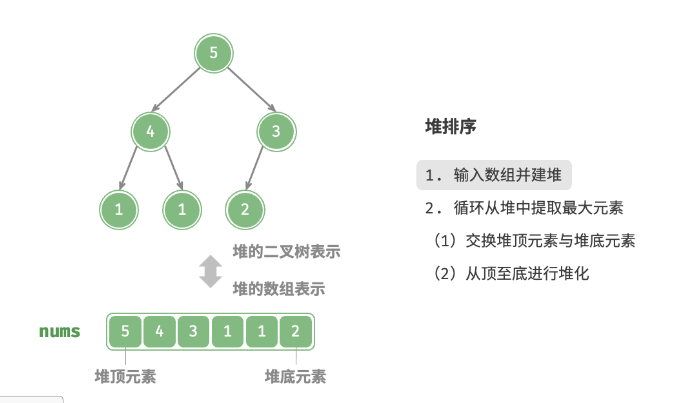 5
4 3
1 1 2
堆的二叉树表示
堆的数组表示
nums 5 4 3 1 1 2
堆顶元素 堆底元素
堆排序
1. 输入数组并建堆
2. 循环从堆中提取最大元素
（1）交换堆顶元素与堆底元素
（2）从顶至底进行堆化